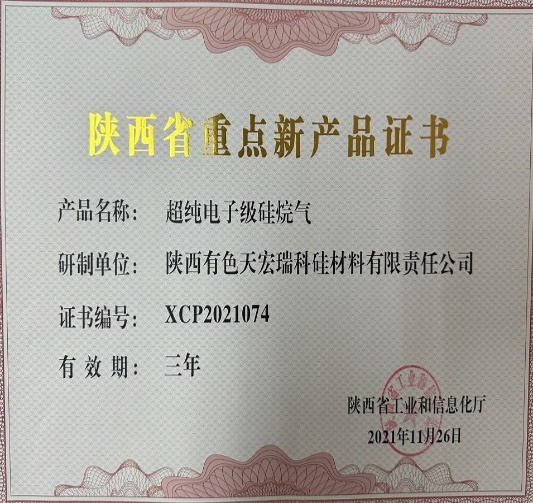 陕西省重点新产品证书
产品名称： 超纯电子级硅烷气
研制单位： 陕西有色天宏瑞科硅材料有限责任公司
证书编号： XCP2021074
有效期： 三年
陕西省工业和信息化厅
2021年11月26日